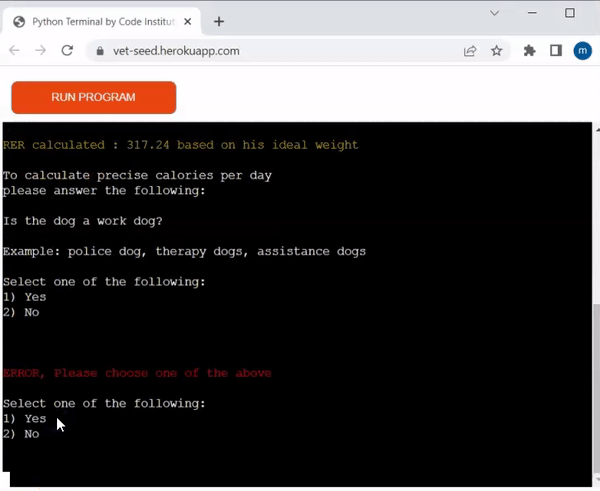 Python Terminal by Code Institut
vet-seed.herokuapp.com
m
RUN PROGRAM
RER calculated : 317.24 based on his ideal weight
To calculate precise calories per day
please answer the following:
Is the dog a work dog?
Example: police dog, therapy dogs, assistance dogs
Select one of the following:
1) Yes
2) No
ERROR, Please choose one of the above
Select one of the following:
1) Yes
2) No